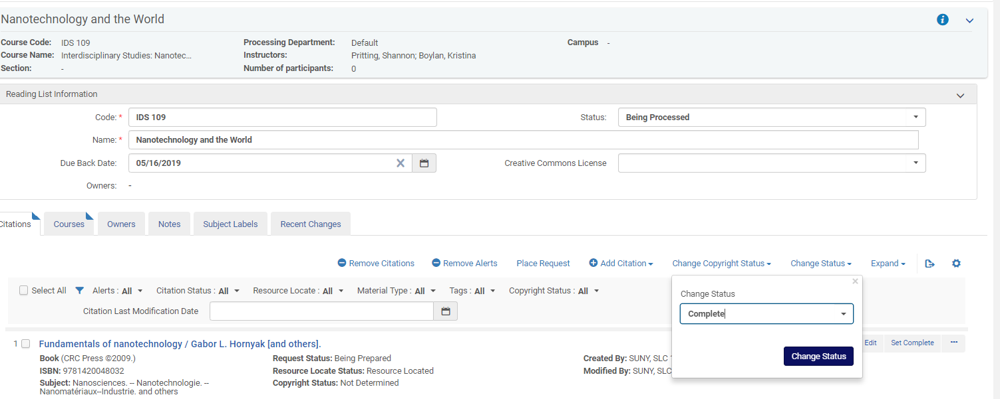 Nanotechnology and the World
Course Code: IDS 109 Processing Department: Default Campus -
Course Name: Interdisciplinary Studies: Nanotec... Instructors: Pritting, Shannon; Boylan, Kristina
Section: - Number of participants: 0
Reading List Information
Code: * IDS 109 Status: Being Processed
Name: * Nanotechnology and the World
Due Back Date: 05/16/2019 Creative Commons License
Owners: -
Citations Courses Owners Notes Subject Labels Recent Changes
Remove Citations Remove Alerts Place Request Add Citation Change Copyright Status Change Status Expand
Select All Alerts : All Citation Status : All Resource Locate : All Material Type : All Tags : All Copyright Status : All
Citation Last Modification Date
Change Status
Complete
Change Status
1 Fundamentals of nanotechnology / Gabor L. Hornyak [and others]. Edit Set Complete ...
Book (CRC Press ©2009.) Request Status: Being Prepared Created By: SUNY, SLC
ISBN: 9781420048032 Resource Locate Status: Resource Located Modified By: SUNY, SLC
Subject: Nanosciences. -- Nanotechnologie. -- Copyright Status: Not Determined
Nanomatériaux--Industrie. and others